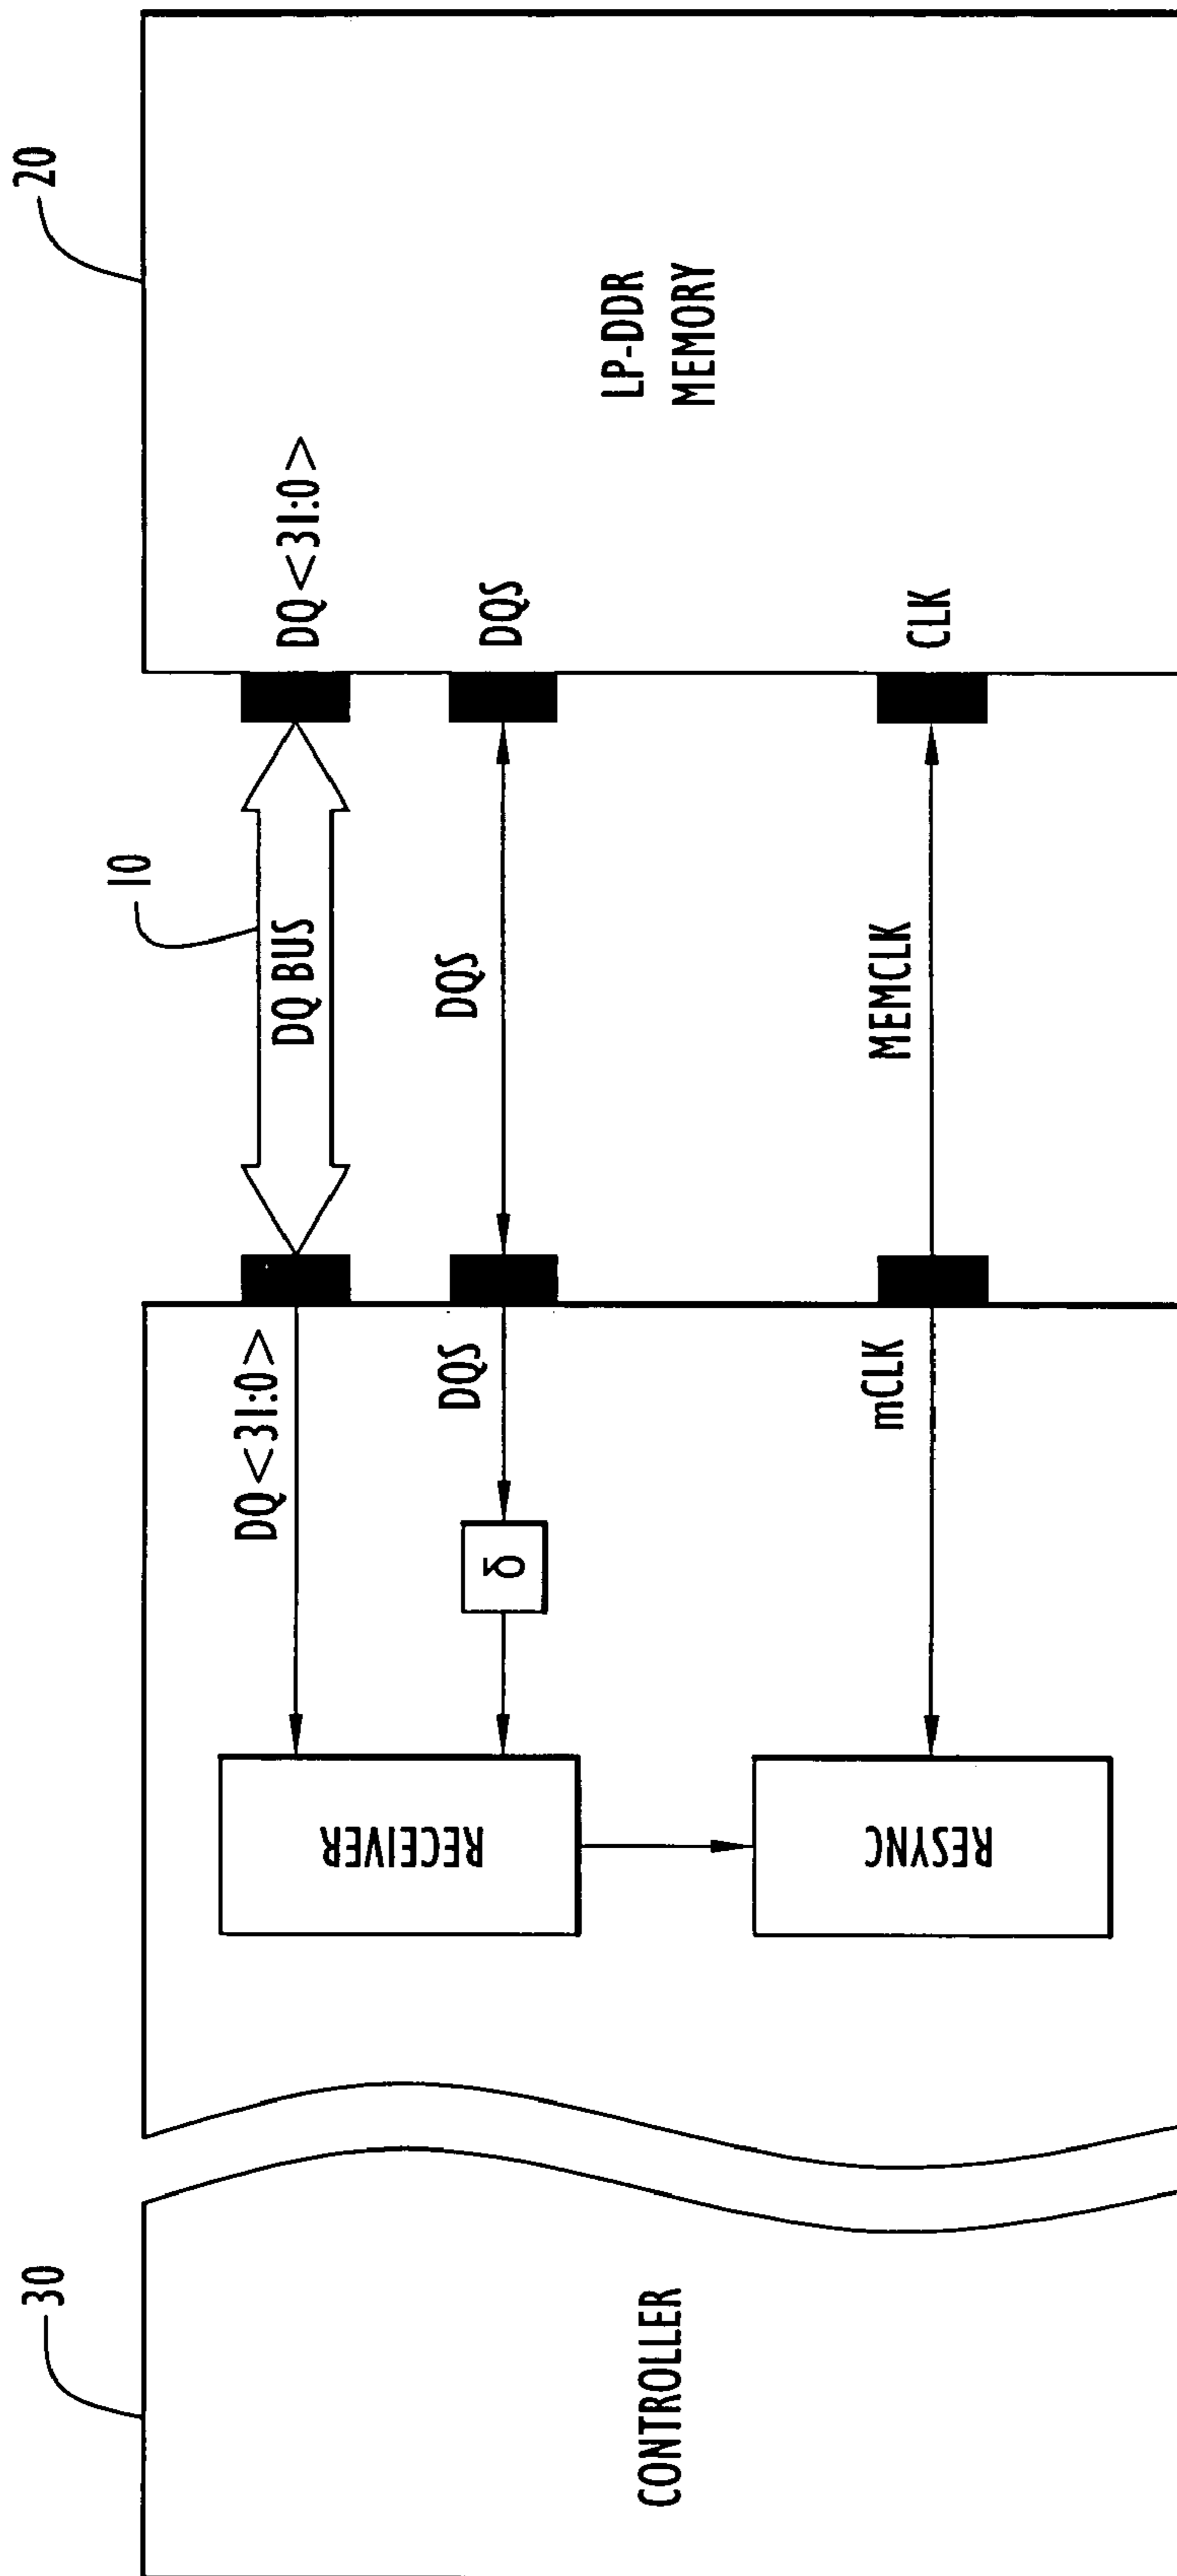 30
10
20
CONTROLLER
RECEIVER
RESYNC
δ
DQ<31:0>
DQS
mCLK
DQ BUS
DQS
MEMCLK
DQ<31:0>
DQS
CLK
LP-DDR
MEMORY